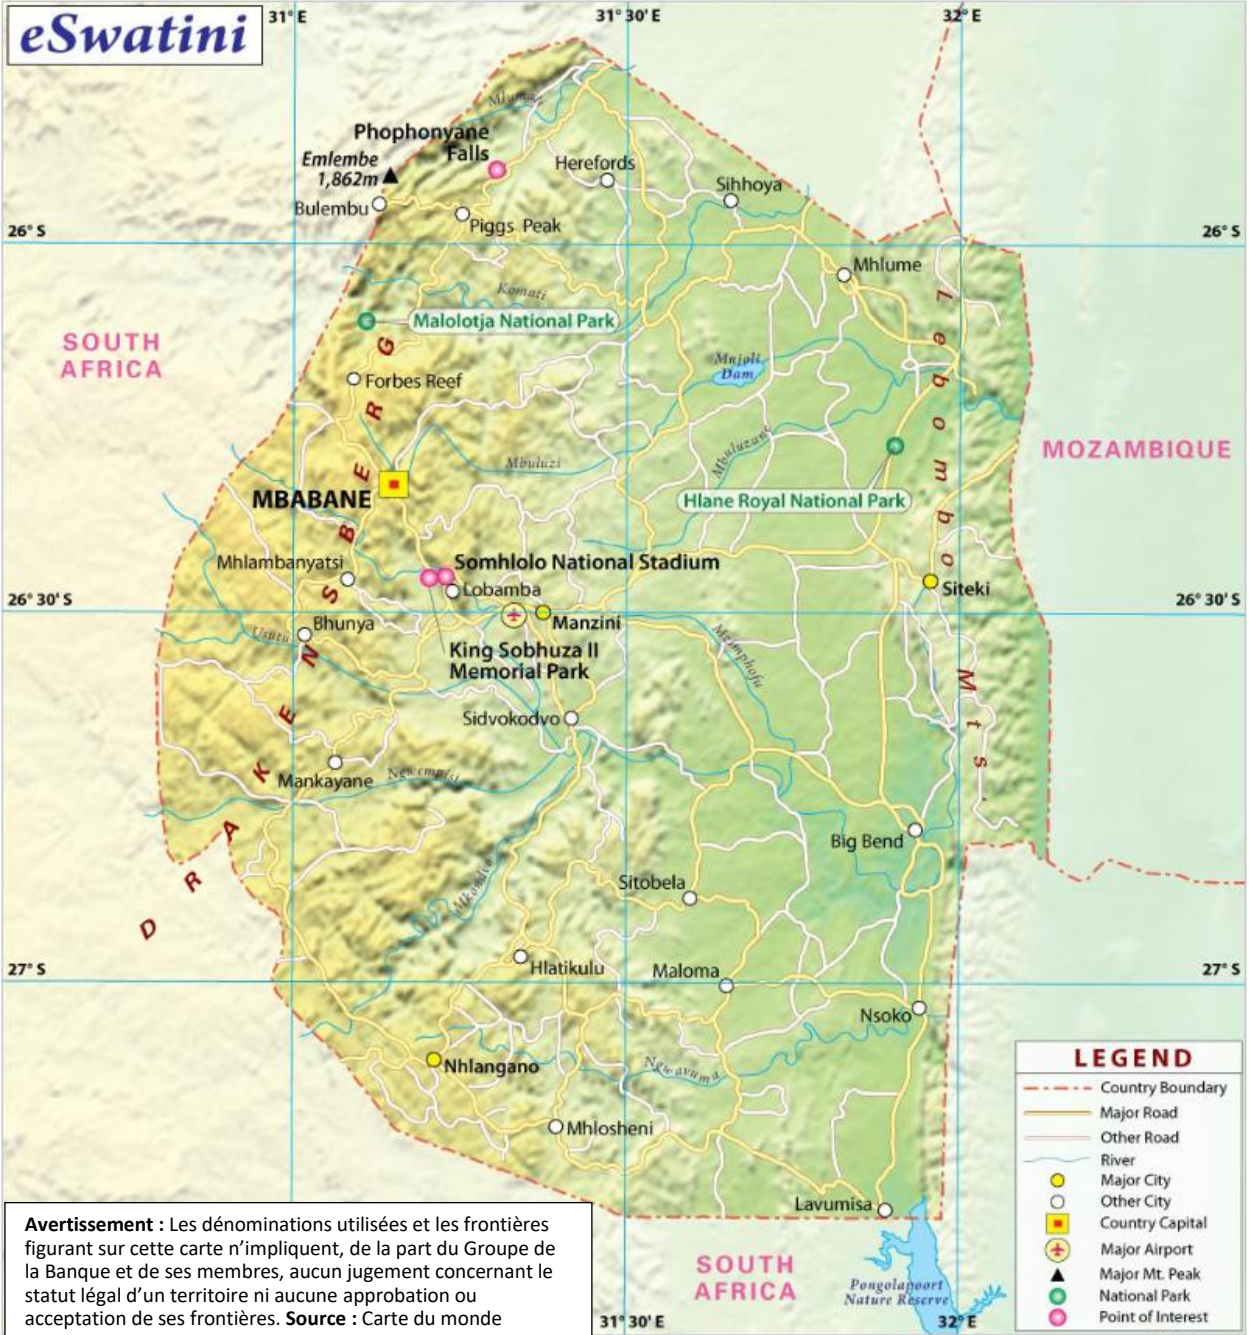 eSwatini
31° E
31° 30' E
32° E
Mlumati
Phophonyane
Falls
Emlembe
1,862m
Herefords
Sihhoya
Bulembu
Piggs Peak
26° S
26° S
Mhlume
Komati
Malolotja National Park
SOUTH
AFRICA
Mnjoli
Dam
Forbes Reef
Lebombo Mts.
MOZAMBIQUE
Mbuluzi
Mbuluzane
MBABANE
Hlane Royal National Park
DRAKENSBERG
Mhlambanyatsi
Somhlolo National Stadium
Lobamba
Siteki
26° 30' S
26° 30' S
Manzini
Bhunya
Usutu
King Sobhuza II
Memorial Park
Mzimphofu
Sidvokodvo
Mankayane
Ngwempisi
Big Bend
Sitobela
Mkondvo
Hlatikulu
Maloma
27° S
27° S
Nsoko
Nhlangano
Ngwavuma
Mhlosheni
Lavumisa
SOUTH
AFRICA
Pongolapoort
Nature Reserve
31° 30' E
32° E
LEGEND
Country Boundary
Major Road
Other Road
River
Major City
Other City
Country Capital
Major Airport
Major Mt. Peak
National Park
Point of Interest
Avertissement : Les dénominations utilisées et les frontières
figurant sur cette carte n'impliquent, de la part du Groupe de
la Banque et de ses membres, aucun jugement concernant le
statut légal d'un territoire ni aucune approbation ou
acceptation de ses frontières. Source : Carte du monde